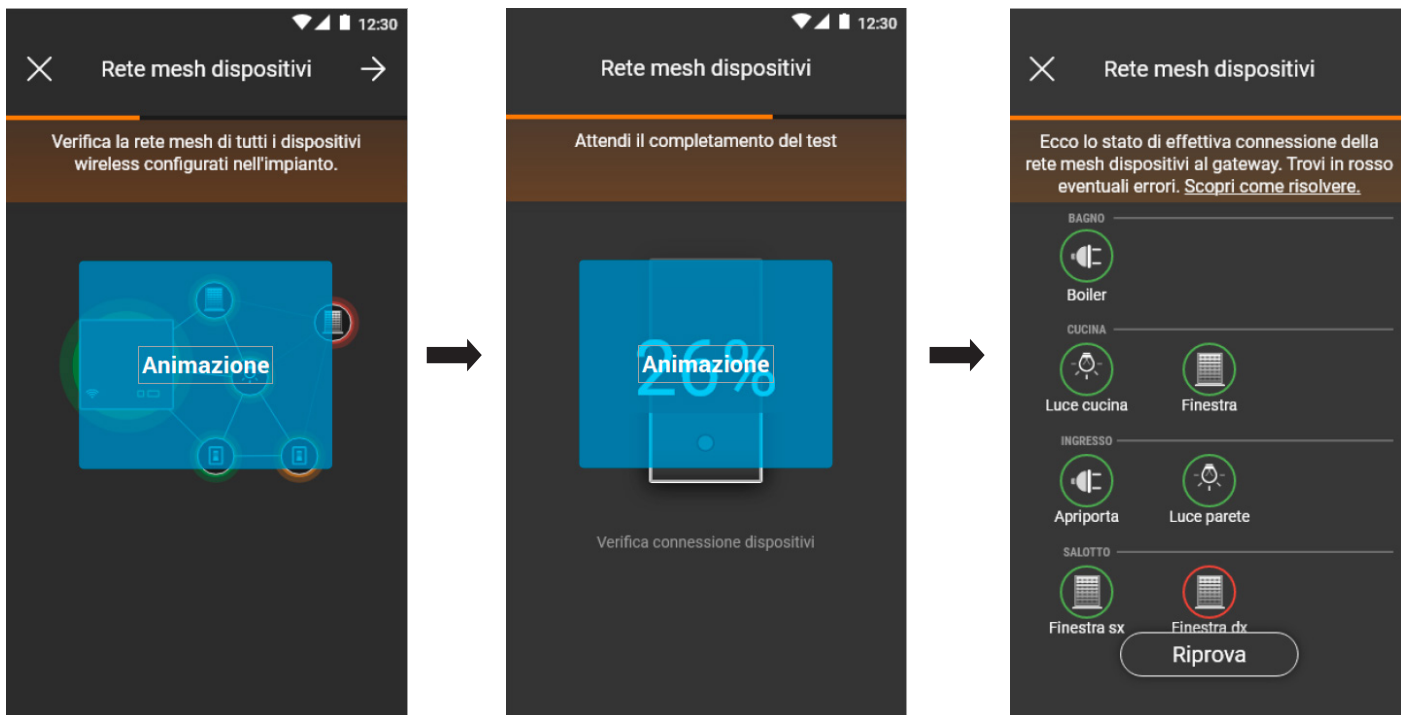 12:30
Rete mesh dispositivi
Verifica la rete mesh di tutti i dispositivi
wireless configurati nell'impianto.
Animazione
12:30
Rete mesh dispositivi
Attendi il completamento del test
26%
Animazione
Verifica connessione dispositivi
Rete mesh dispositivi
Ecco lo stato di effettiva connessione della
rete mesh dispositivi al gateway. Trovi in rosso
eventuali errori. Scopri come risolvere.
BAGNO
Boiler
CUCINA
Luce cucina Finestra
INGRESSO
Apriporta Luce parete
SALOTTO
Finestra sx Finestra dx
Riprova